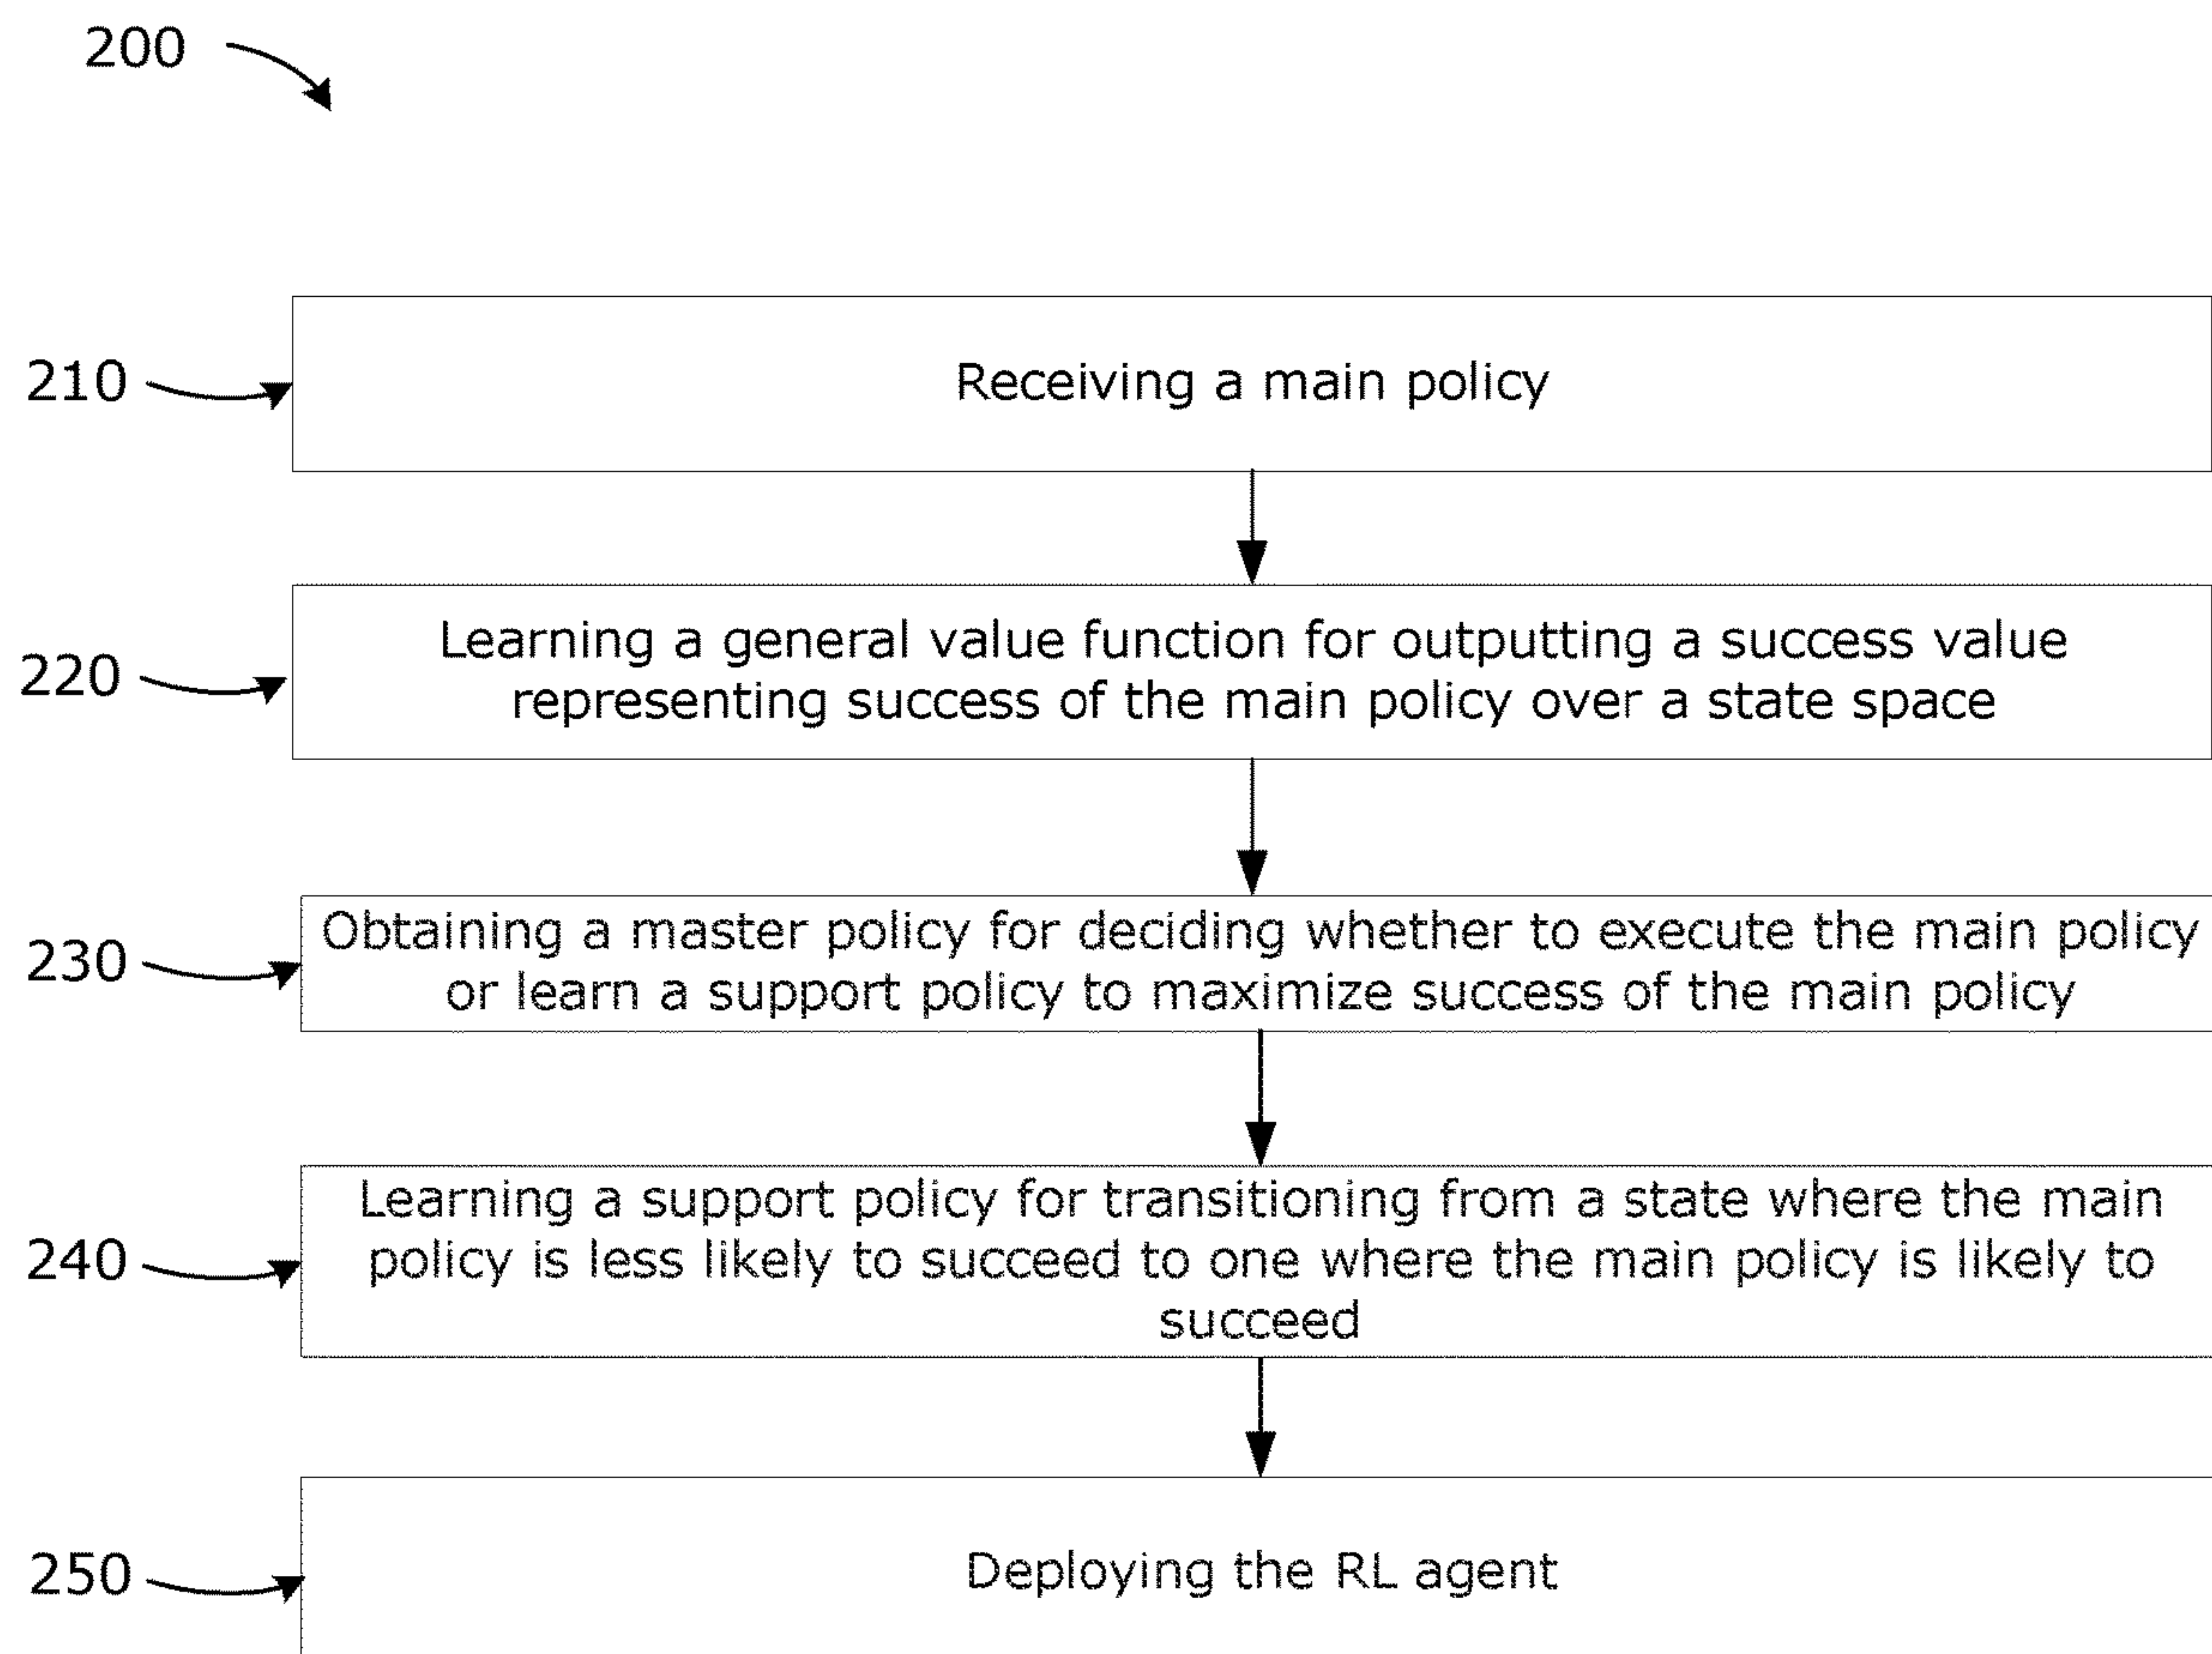 200
210
Receiving a main policy
220
Learning a general value function for outputting a success value
representing success of the main policy over a state space
230
Obtaining a master policy for deciding whether to execute the main policy
or learn a support policy to maximize success of the main policy
240
Learning a support policy for transitioning from a state where the main
policy is less likely to succeed to one where the main policy is likely to
succeed
250
Deploying the RL agent